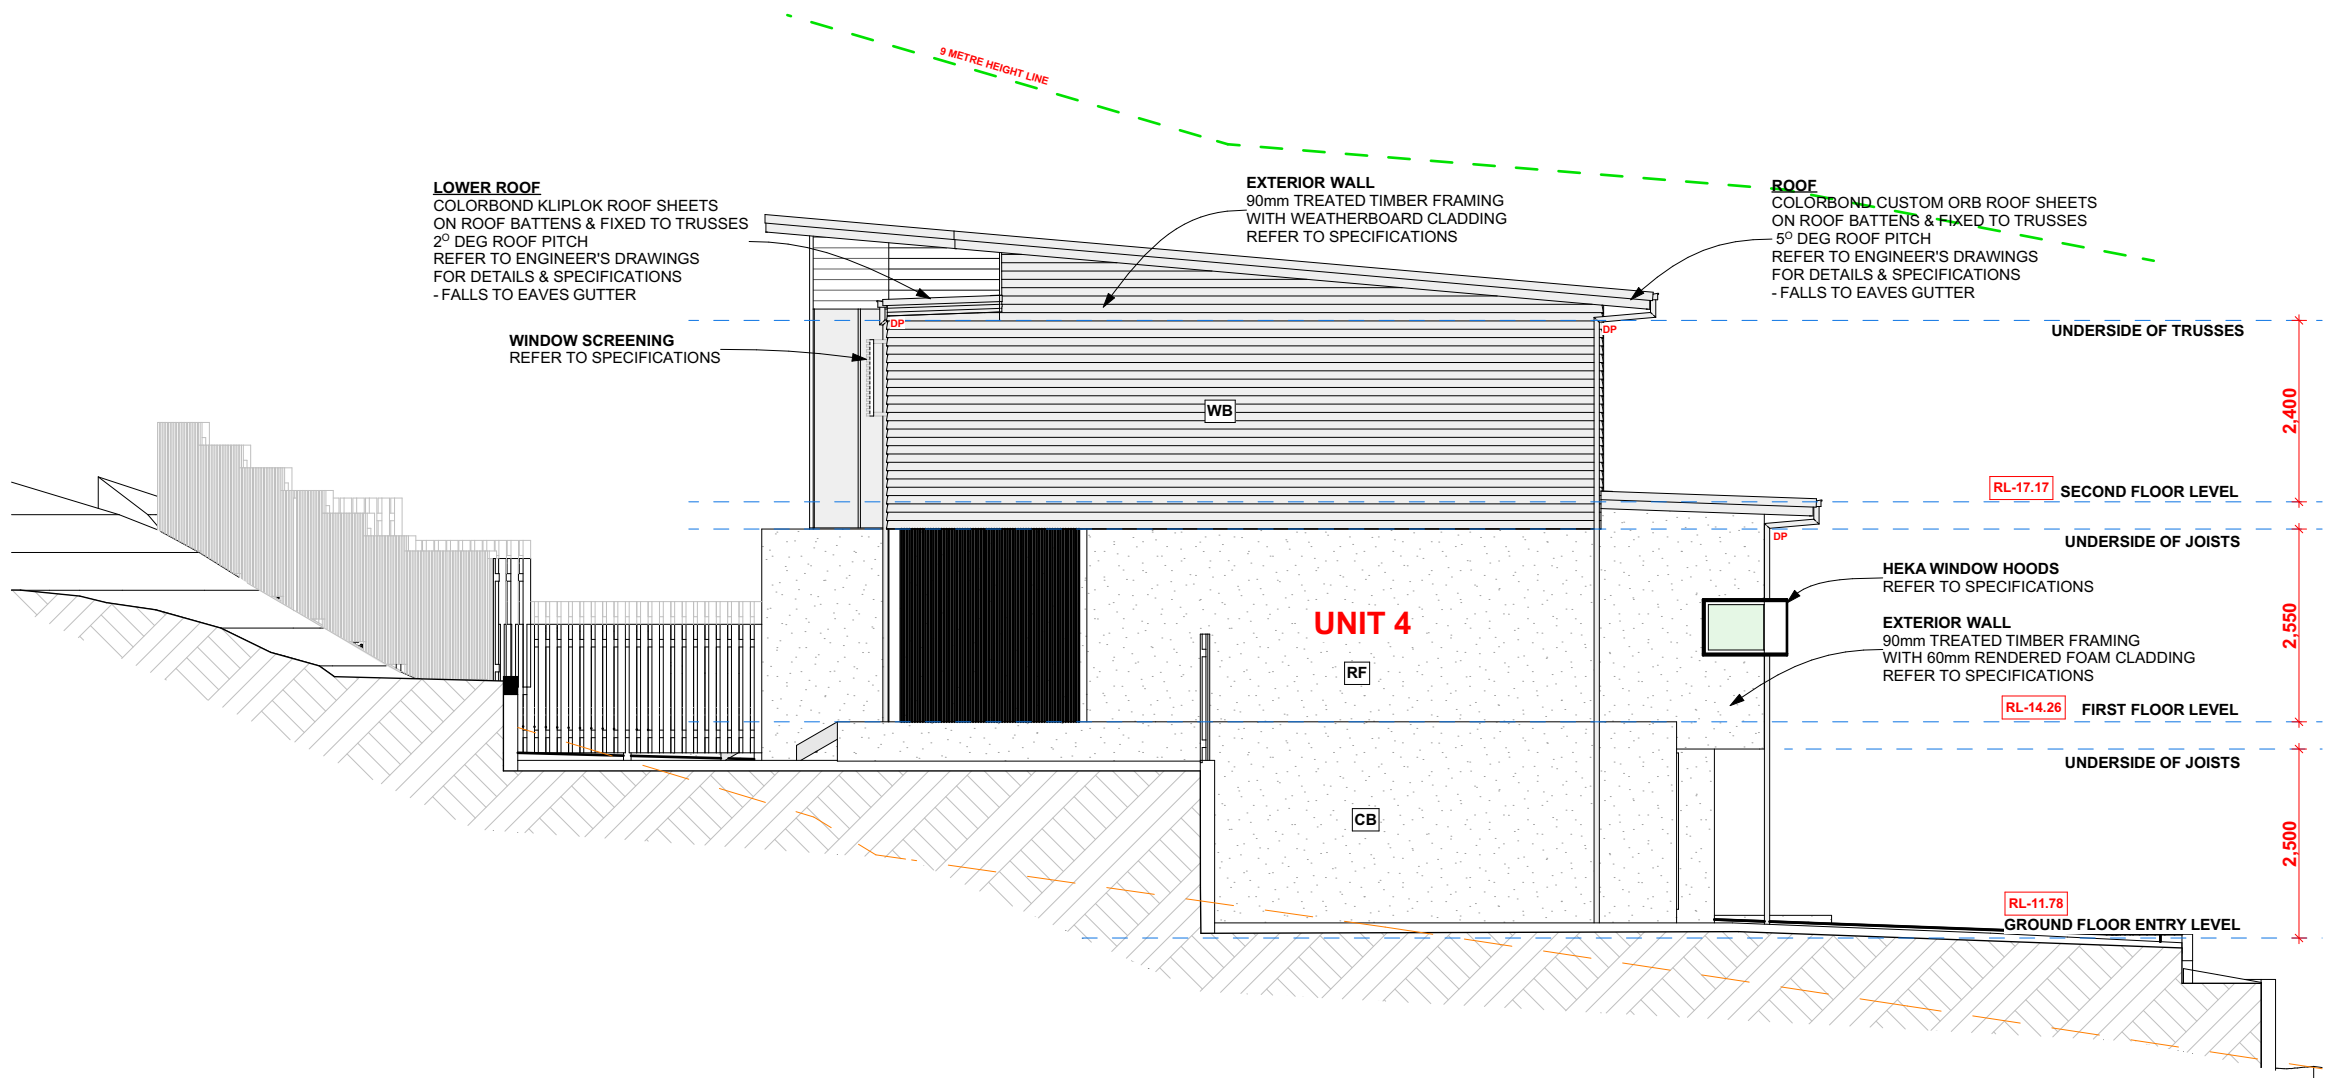 9 METRE HEIGHT LINE
LOWER ROOF
COLORBOND KLIPLOK ROOF SHEETS
ON ROOF BATTENS & FIXED TO TRUSSES
2O DEG ROOF PITCH
REFER TO ENGINEER'S DRAWINGS
FOR DETAILS & SPECIFICATIONS
- FALLS TO EAVES GUTTER
EXTERIOR WALL
90mm TREATED TIMBER FRAMING
WITH WEATHERBOARD CLADDING
REFER TO SPECIFICATIONS
ROOF
COLORBOND CUSTOM ORB ROOF SHEETS
ON ROOF BATTENS & FIXED TO TRUSSES
5O DEG ROOF PITCH
REFER TO ENGINEER'S DRAWINGS
FOR DETAILS & SPECIFICATIONS
- FALLS TO EAVES GUTTER
WINDOW SCREENING
REFER TO SPECIFICATIONS
DP
DP
UNDERSIDE OF TRUSSES
2,400
WB
RL-17.17 SECOND FLOOR LEVEL
DP
UNDERSIDE OF JOISTS
HEKA WINDOW HOODS
REFER TO SPECIFICATIONS
2,550
UNIT 4
EXTERIOR WALL
90mm TREATED TIMBER FRAMING
WITH 60mm RENDERED FOAM CLADDING
REFER TO SPECIFICATIONS
RF
RL-14.26 FIRST FLOOR LEVEL
UNDERSIDE OF JOISTS
CB
2,500
RL-11.78
GROUND FLOOR ENTRY LEVEL